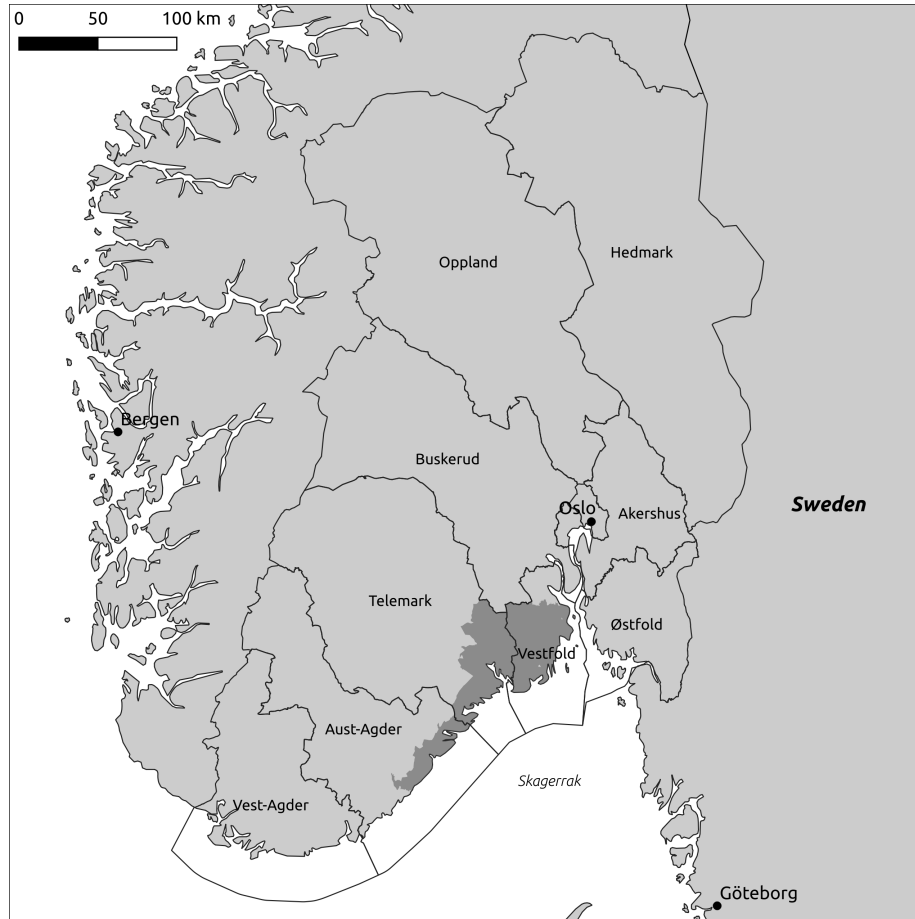 0 50 100 km
Oppland
Hedmark
Bergen
Buskerud
Sweden
Oslo
Akershus
Telemark
Østfold
Vestfold
Aust-Agder
Skagerrak
Vest-Agder
Göteborg